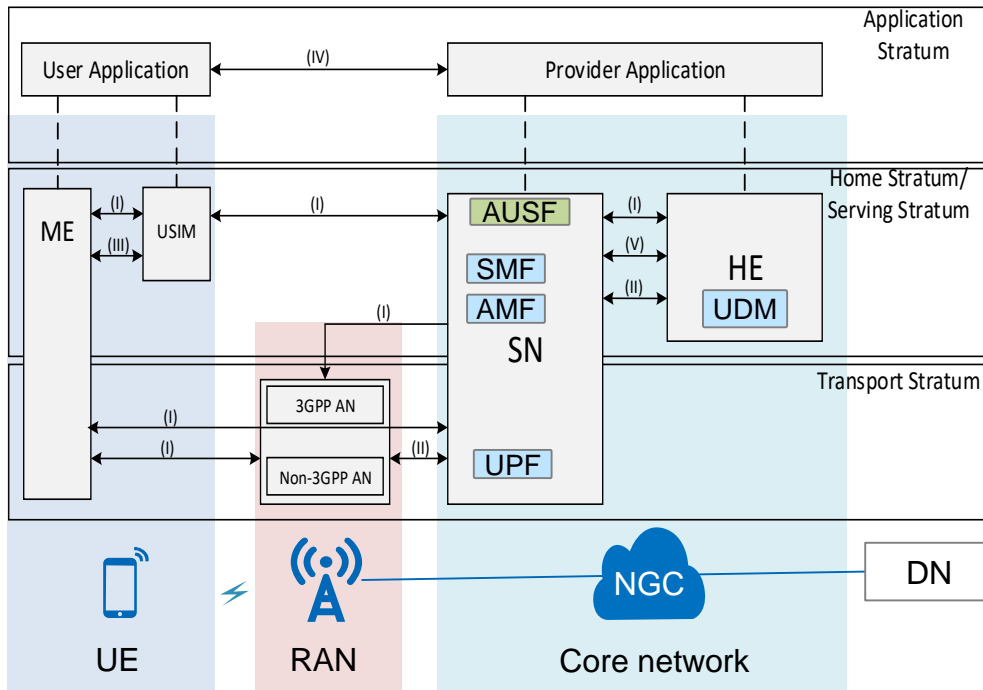 Application
Stratum
User Application
(IV)
Provider Application
Home Stratum/
Serving Stratum
ME
(I)
(III)
USIM
(I)
AUSF
SMF
AMF
SN
(I)
(V)
(II)
HE
UDM
(I)
Transport Stratum
3GPP AN
(I)
(I)
(II)
Non-3GPP AN
UPF
NGC
DN
UE
RAN
Core network